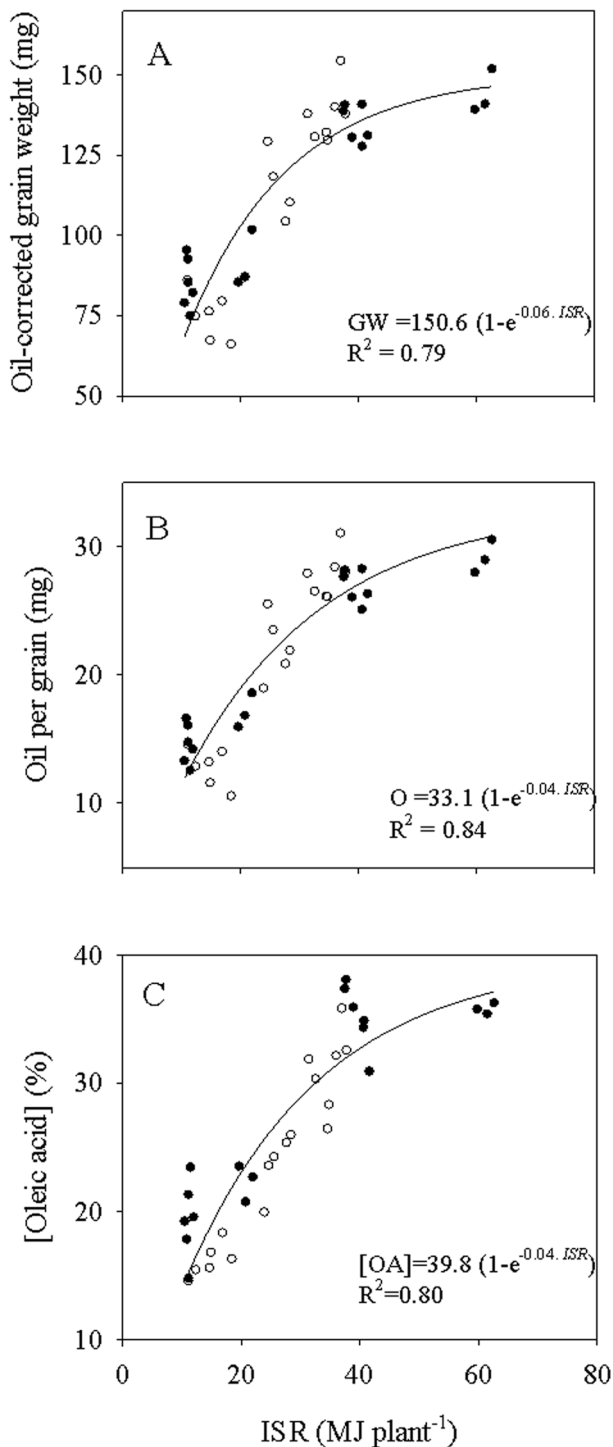 A
Oil-corrected grain weight (mg)
150
125
100
75
50
GW =150.6 (1-e^-0.06.ISR)
R² = 0.79
B
Oil per grain (mg)
30
20
10
O =33.1 (1-e^-0.04.ISR)
R² = 0.84
C
[Oleic acid] (%)
40
30
20
10
[OA]=39.8 (1-e^-0.04.ISR)
R²=0.80
0 20 40 60 80
ISR (MJ plant⁻¹)